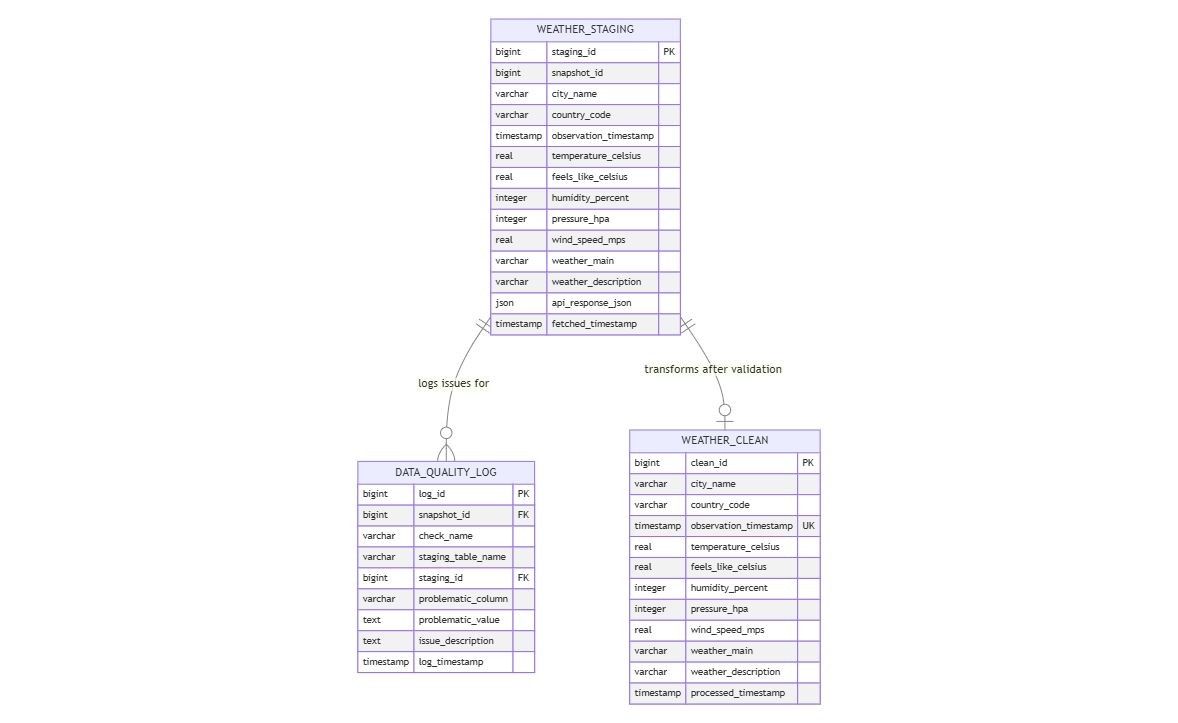 WEATHER_STAGING
bigint staging_id PK
bigint snapshot_id
varchar city_name
varchar country_code
timestamp observation_timestamp
real temperature_celsius
real feels_like_celsius
integer humidity_percent
integer pressure_hpa
real wind_speed_mps
varchar weather_main
varchar weather_description
json api_response_json
timestamp fetched_timestamp
logs issues for
transforms after validation
DATA_QUALITY_LOG
bigint log_id PK
bigint snapshot_id FK
varchar check_name
varchar staging_table_name
bigint staging_id FK
varchar problematic_column
text problematic_value
text issue_description
timestamp log_timestamp
WEATHER_CLEAN
bigint clean_id PK
varchar city_name
varchar country_code
timestamp observation_timestamp UK
real temperature_celsius
real feels_like_celsius
integer humidity_percent
integer pressure_hpa
real wind_speed_mps
varchar weather_main
varchar weather_description
timestamp processed_timestamp